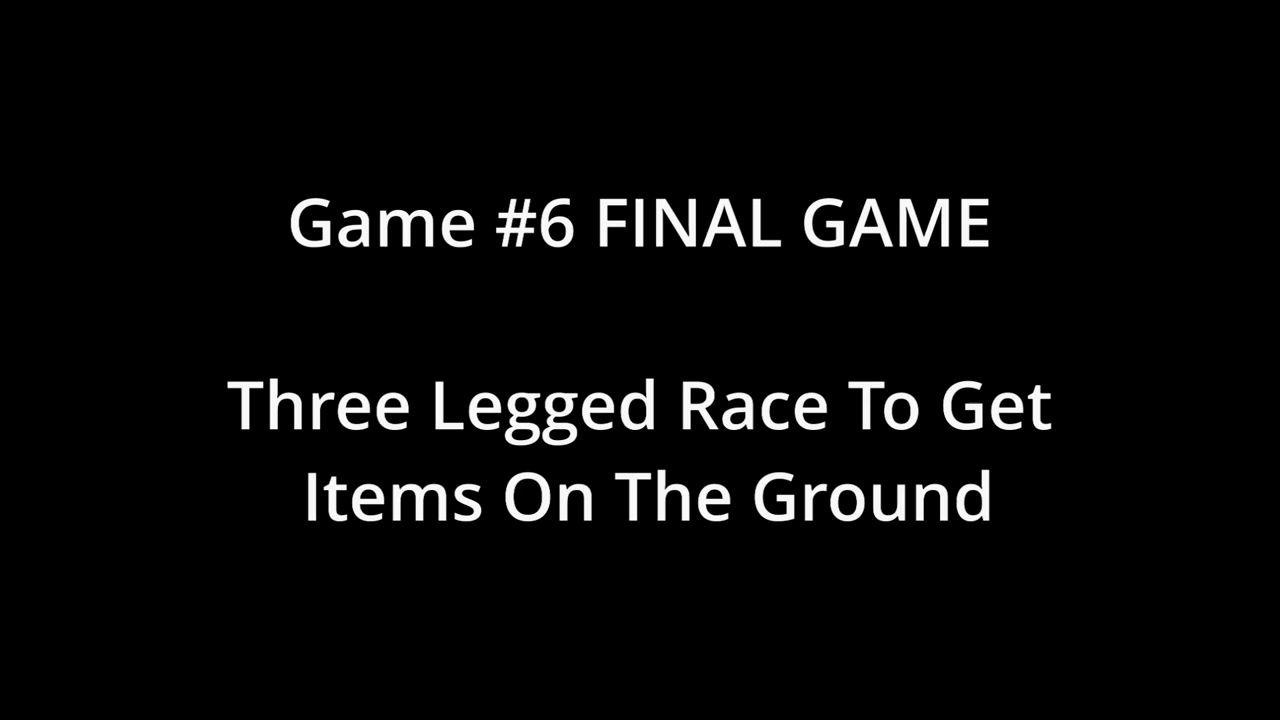 Game #6 FINAL GAME
Three Legged Race To Get
Items On The Ground